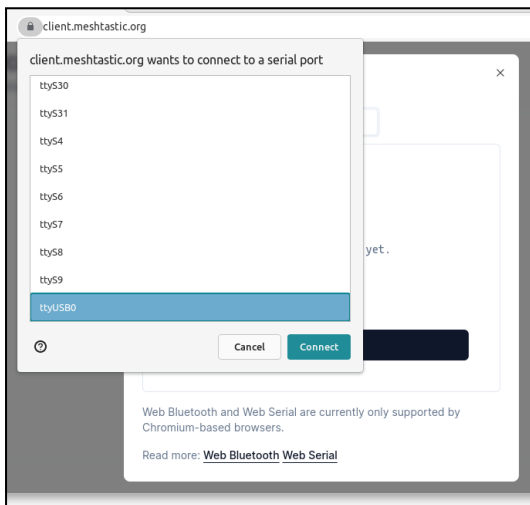 client.meshtastic.org
client.meshtastic.org wants to connect to a serial port
ttyS30
ttyS31
ttyS4
ttyS5
ttyS6
ttyS7
ttyS8
ttyS9
ttyUSB0
yet.
Cancel
Connect
Web Bluetooth and Web Serial are currently only supported by
Chromium-based browsers.
Read more: Web Bluetooth Web Serial